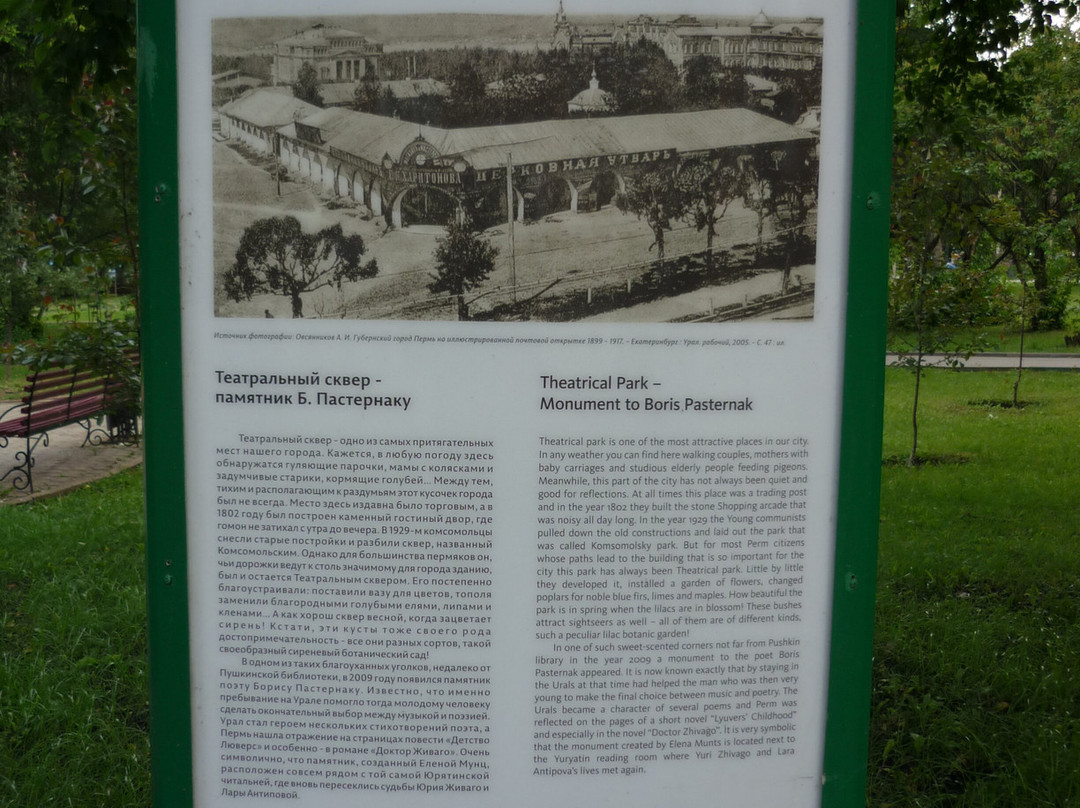 Е.И.ХАРИТОНОВА
ЦЕРКОВНАЯ УТВАРЬ
Источник фотографии: Овсянников А. И. Губернский город Пермь на иллюстрированной почтовой открытке 1899 - 1917. - Екатеринбург : Урал. рабочий, 2005. - С. 47 : ил.
Театральный сквер -
памятник Б. Пастернаку
Театральный сквер - одно из самых притягательных
мест нашего города. Кажется, в любую погоду здесь
обнаружатся гуляющие парочки, мамы с колясками и
задумчивые старики, кормящие голубей... Между тем,
тихим и располагающим к раздумьям этот кусочек города
был не всегда. Место здесь издавна было торговым, а в
1802 году был построен каменный гостиный двор, где
гомон не затихал с утра до вечера. В 1929-м комсомольцы
снесли старые постройки и разбили сквер, названный
Комсомольским. Однако для большинства пермяков он,
чьи дорожки ведут к столь значимому для города зданию,
был и остается Театральным сквером. Его постепенно
благоустраивали: поставили вазу для цветов, тополя
заменили благородными голубыми елями, липами и
кленами... А как хорош сквер весной, когда зацветает
сирень! Кстати, эти кусты тоже своего рода
достопримечательность - все они разных сортов, такой
своеобразный сиреневый ботанический сад!
В одном из таких благоуханных уголков, недалеко от
Пушкинской библиотеки, в 2009 году появился памятник
поэту Борису Пастернаку. Известно, что именно
пребывание на Урале помогло тогда молодому человеку
сделать окончательный выбор между музыкой и поэзией.
Урал стал героем нескольких стихотворений поэта, а
Пермь нашла отражение на страницах повести «Детство
Люверс» и особенно - в романе «Доктор Живаго». Очень
символично, что памятник, созданный Еленой Мунц,
расположен совсем рядом с той самой Юрятинской
читальней, где вновь пересеклись судьбы Юрия Живаго и
Лары Антиповой.
Theatrical Park –
Monument to Boris Pasternak
Theatrical park is one of the most attractive places in our city.
In any weather you can find here walking couples, mothers with
baby carriages and studious elderly people feeding pigeons.
Meanwhile, this part of the city has not always been quiet and
good for reflections. At all times this place was a trading post
and in the year 1802 they built the stone Shopping arcade that
was noisy all day long. In the year 1929 the Young communists
pulled down the old constructions and laid out the park that
was called Komsomolsky park. But for most Perm citizens
whose paths lead to the building that is so important for the
city this park has always been Theatrical park. Little by little
they developed it, installed a garden of flowers, changed
poplars for noble blue firs, limes and maples. How beautiful the
park is in spring when the lilacs are in blossom! These bushes
attract sightseers as well – all of them are of different kinds,
such a peculiar lilac botanic garden!
In one of such sweet-scented corners not far from Pushkin
library in the year 2009 a monument to the poet Boris
Pasternak appeared. It is now known exactly that by staying in
the Urals at that time had helped the man who was then very
young to make the final choice between music and poetry. The
Urals became a character of several poems and Perm was
reflected on the pages of a short novel “Lyuvers’ Childhood”
and especially in the novel “Doctor Zhivago”. It is very symbolic
that the monument created by Elena Munts is located next to
the Yuryatin reading room where Yuri Zhivago and Lara
Antipova's lives met again.